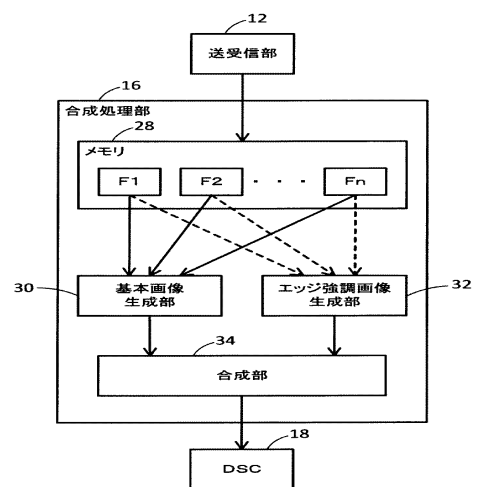 12
送受信部
16
合成処理部
28
メモリ
F1 F2 ・・・・ Fn
30
基本画像
生成部
エッジ強調画像
生成部
32
34
合成部
18
DSC